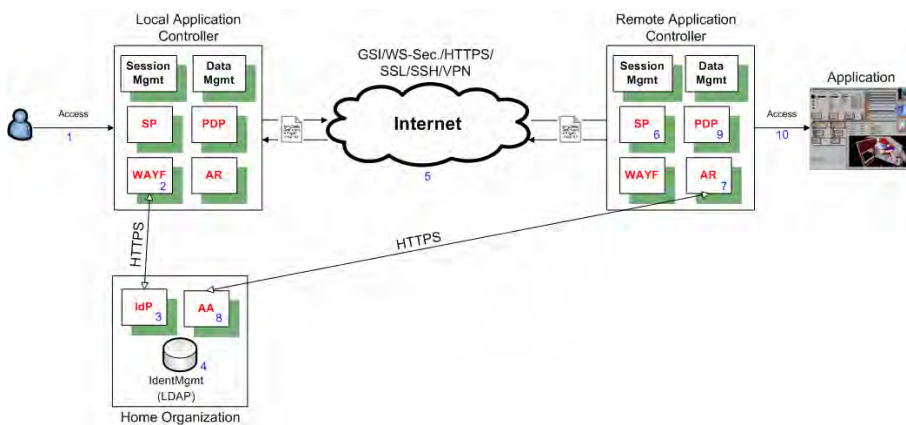 Local Application
Controller
Session
Mgmt
Data
Mgmt
SP
PDP
WAYF
2
AR
Access
1
GSI/WS-Sec./HTTPS/
SSL/SSH/VPN
Internet
5
Remote Application
Controller
Session
Mgmt
Data
Mgmt
SP
6
PDP
9
WAYF
AR
7
Access
10
Application
HTTPS
HTTPS
IdP
3
AA
8
4
IdentMgmt
(LDAP)
Home Organization